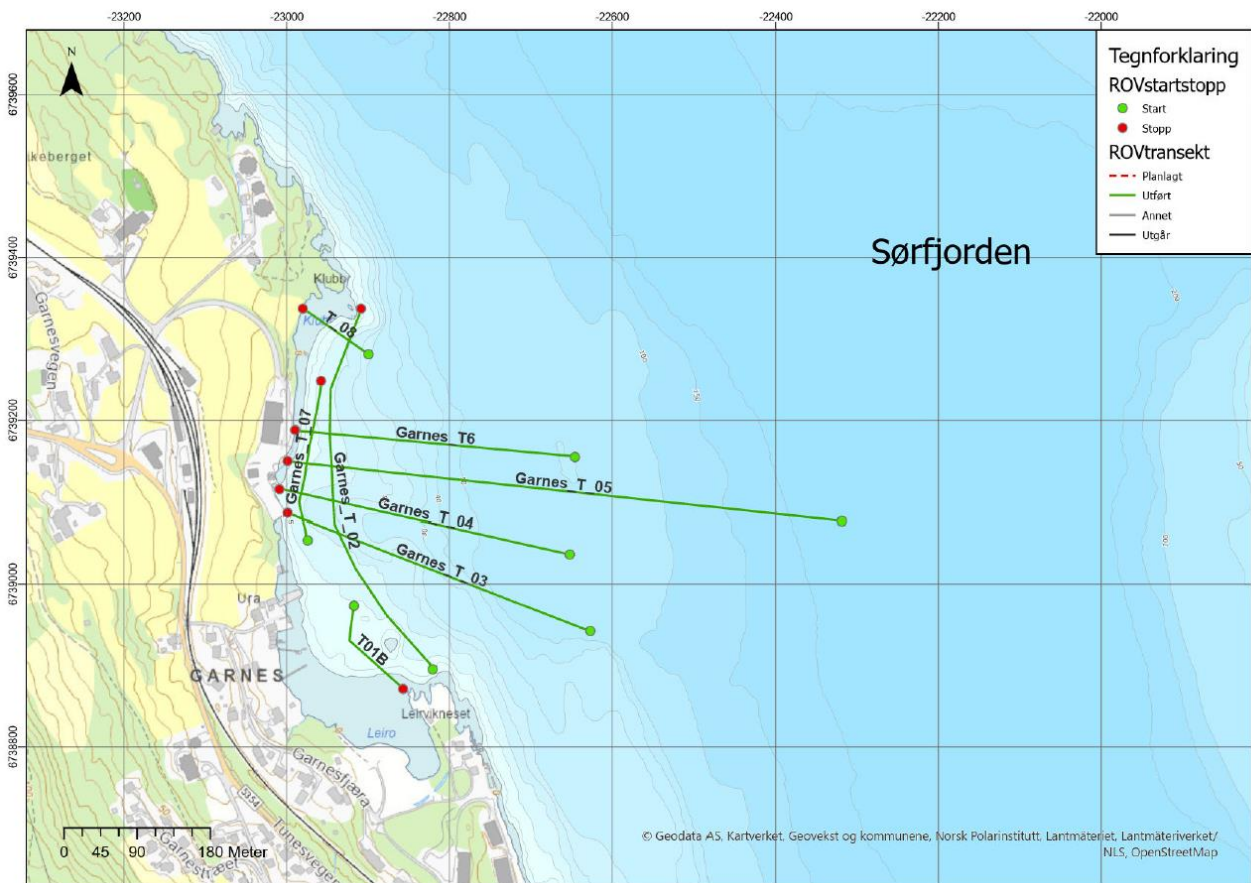 -23200
-23000
-22800
-22600
-22400
-22200
-22000
6739600
6739400
6739200
6739000
6738800
N
Tegnforklaring
ROVstartstopp
Start
Stopp
ROVtransekt
Planlagt
Utført
Annet
Utgår
Sørfjorden
ikeberget
Klubb
T_08
Garnesvegen
Garnes_T6
Garnes_T_05
Garnes_T_07
Garnes_T_02
Garnes_T_04
Garnes_T_03
Ura
T01B
GARNES
Leirvikneset
Leiro
Garnesfjæra
5354
Tunesvegen
0 45 90 180 Meter
© Geodata AS, Kartverket, Geovekst og kommunene, Norsk Polarinstitutt, Lantmäteriet, Lantmäteriverket/
NLS, OpenStreetMap